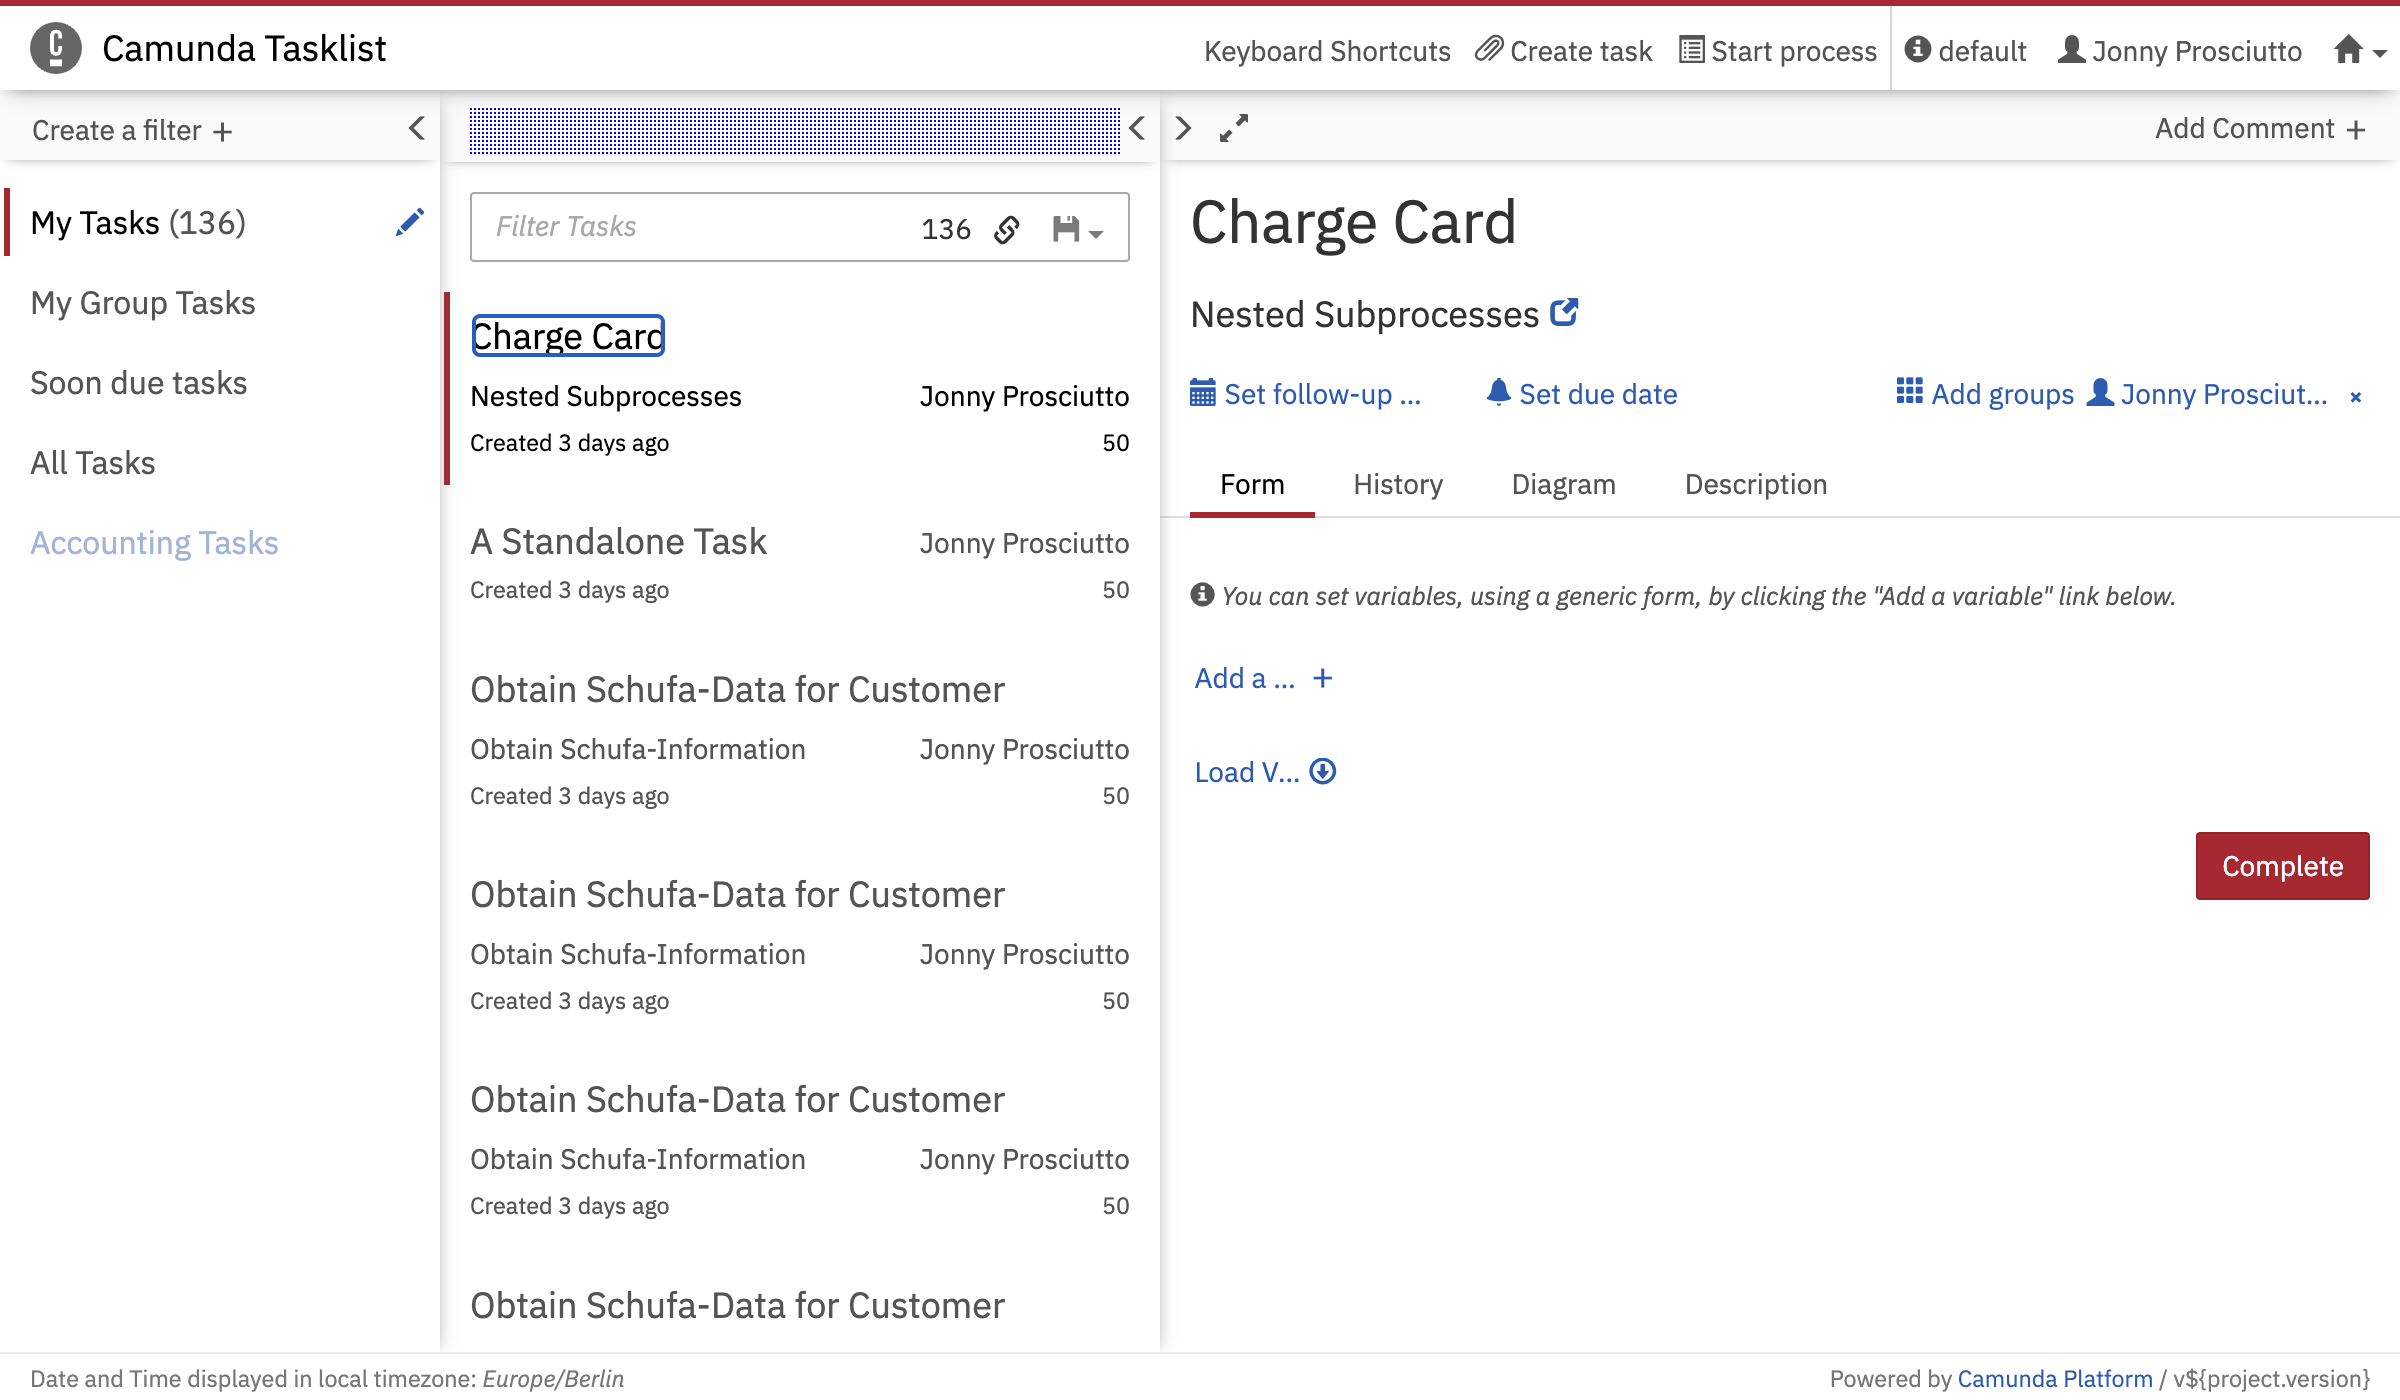 Camunda Tasklist
Keyboard Shortcuts Create task Start process default Jonny Prosciutto
Create a filter +
My Tasks (136)
My Group Tasks
Soon due tasks
All Tasks
Accounting Tasks
Filter Tasks 136
Charge Card
Nested Subprocesses Jonny Prosciutto
Created 3 days ago 50
A Standalone Task Jonny Prosciutto
Created 3 days ago 50
Obtain Schufa-Data for Customer
Obtain Schufa-Information Jonny Prosciutto
Created 3 days ago 50
Obtain Schufa-Data for Customer
Obtain Schufa-Information Jonny Prosciutto
Created 3 days ago 50
Obtain Schufa-Data for Customer
Obtain Schufa-Information Jonny Prosciutto
Created 3 days ago 50
Obtain Schufa-Data for Customer
Add Comment +
Charge Card
Nested Subprocesses
Set follow-up ... Set due date Add groups Jonny Prosciut... ×
Form History Diagram Description
You can set variables, using a generic form, by clicking the "Add a variable" link below.
Add a ... +
Load V...
Complete
Date and Time displayed in local timezone: Europe/Berlin
Powered by Camunda Platform / v${project.version}